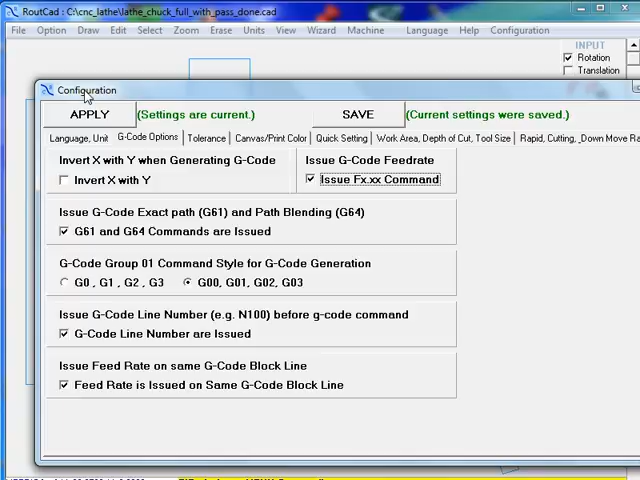 RoutCad : C:\cnc_lathe\lathe_chuck_full_with_pass_done.cad
File Option Draw Edit Select Zoom Erase Units View Wizard Machine Language Help Configuration
INPUT
Rotation
Translation
Configuration
APPLY (Settings are current.) SAVE (Current settings were saved.)
Language, Unit G-Code Options Tolerance Canvas/Print Color Quick Setting Work Area, Depth of Cut, Tool Size Rapid, Cutting, Down Move Ra
Invert X with Y when Generating G-Code Issue G-Code Feedrate
Invert X with Y Issue Fx.xx Command
Issue G-Code Exact path (G61) and Path Blending (G64)
G61 and G64 Commands are Issued
G-Code Group 01 Command Style for G-Code Generation
G0 , G1 , G2 , G3 G00, G01, G02, G03
Issue G-Code Line Number (e.g. N100) before g-code command
G-Code Line Number are Issued
Issue Feed Rate on same G-Code Block Line
Feed Rate is Issued on Same G-Code Block Line